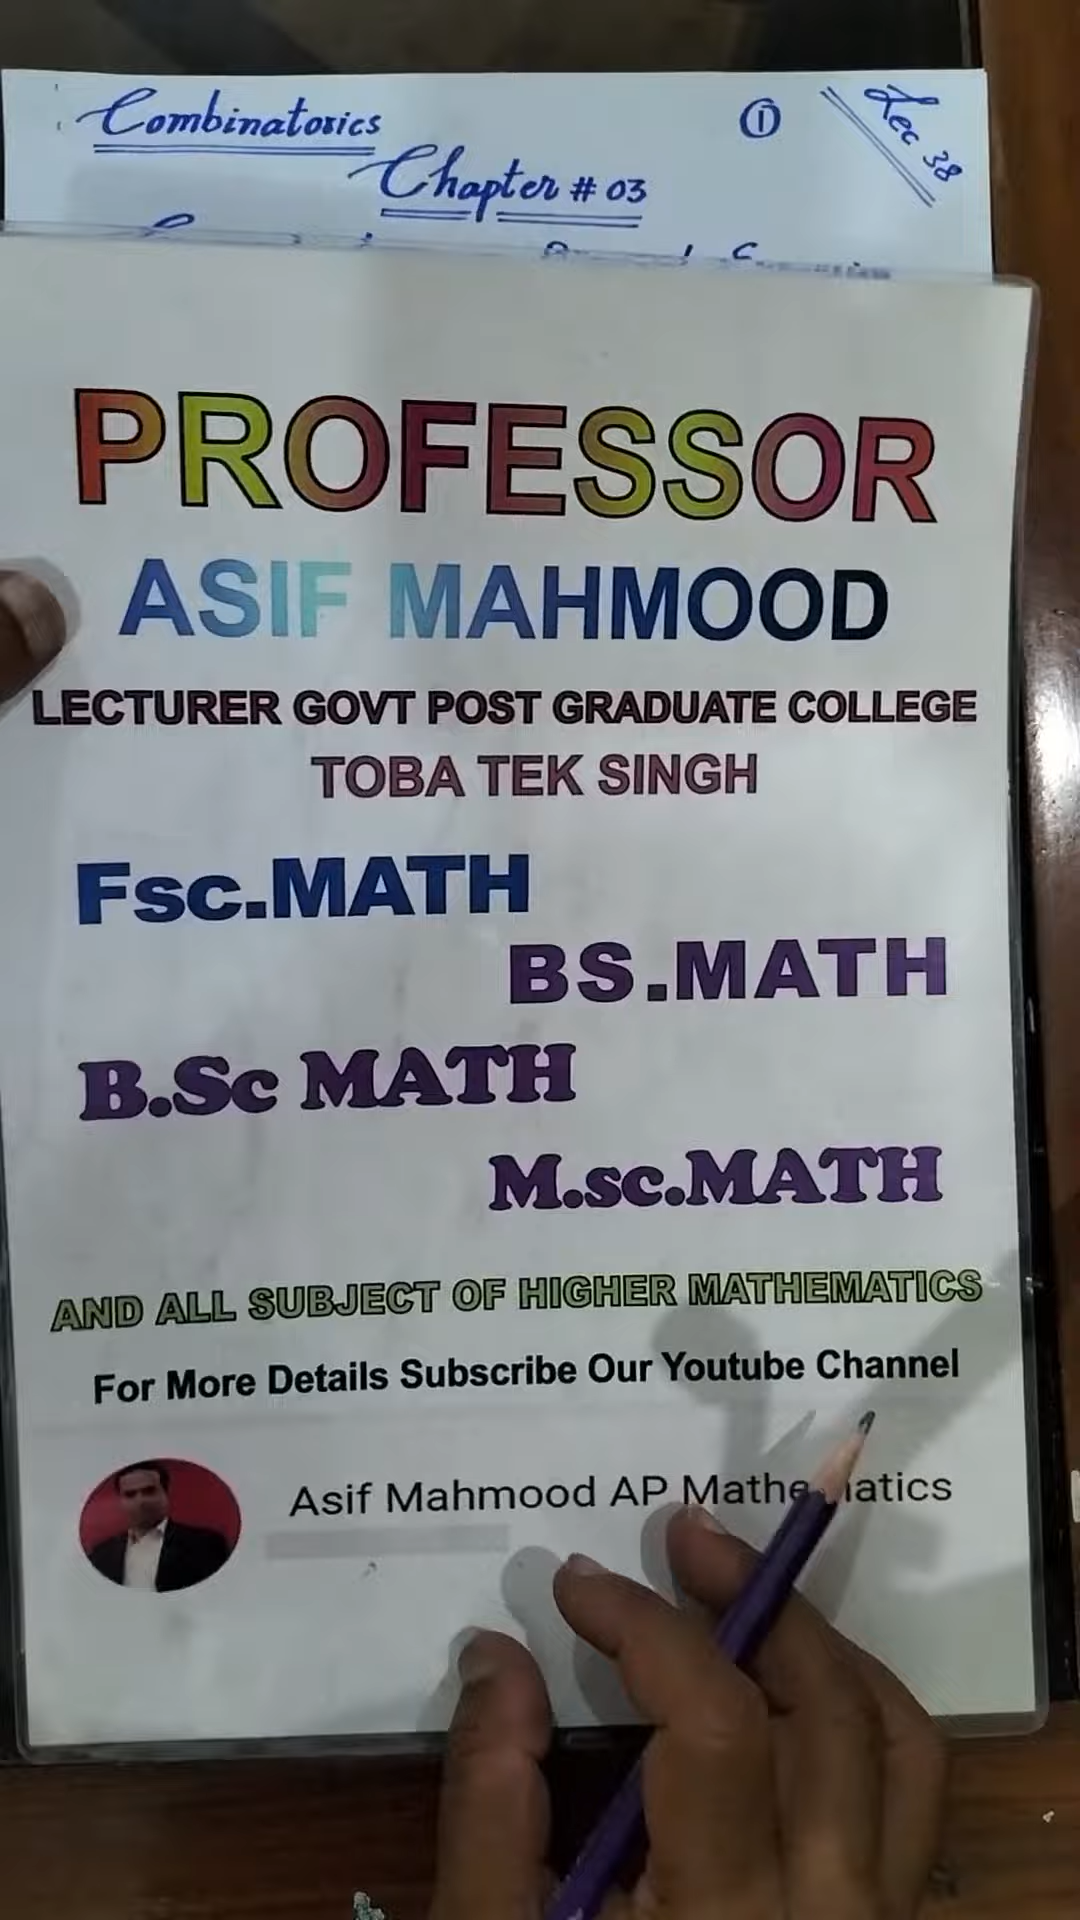 Combinatorics
①
Lec 38
Chapter # 03
PROFESSOR
ASIF MAHMOOD
LECTURER GOVT POST GRADUATE COLLEGE
TOBA TEK SINGH
Fsc.MATH
BS.MATH
B.Sc MATH
M.sc.MATH
AND ALL SUBJECT OF HIGHER MATHEMATICS
For More Details Subscribe Our Youtube Channel
Asif Mahmood AP Mathematics